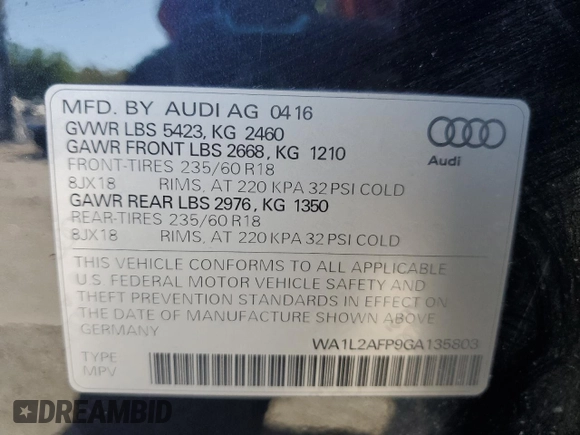 MFD. BY AUDI AG 0416
GVWR LBS 5423, KG 2460
GAWR FRONT LBS 2668, KG 1210
FRONT-TIRES 235/60 R18
8JX18 RIMS, AT 220 KPA 32 PSI COLD
GAWR REAR LBS 2976, KG 1350
REAR-TIRES 235/60 R18
8JX18 RIMS, AT 220 KPA 32 PSI COLD
Audi
THIS VEHICLE CONFORMS TO ALL APPLICABLE
U.S. FEDERAL MOTOR VEHICLE SAFETY AND
THEFT PREVENTION STANDARDS IN EFFECT ON
THE DATE OF MANUFACTURE SHOWN ABOVE.
GERMANY
WA1L2AFP9GA135803
TYPE
MPV
DREAMBID